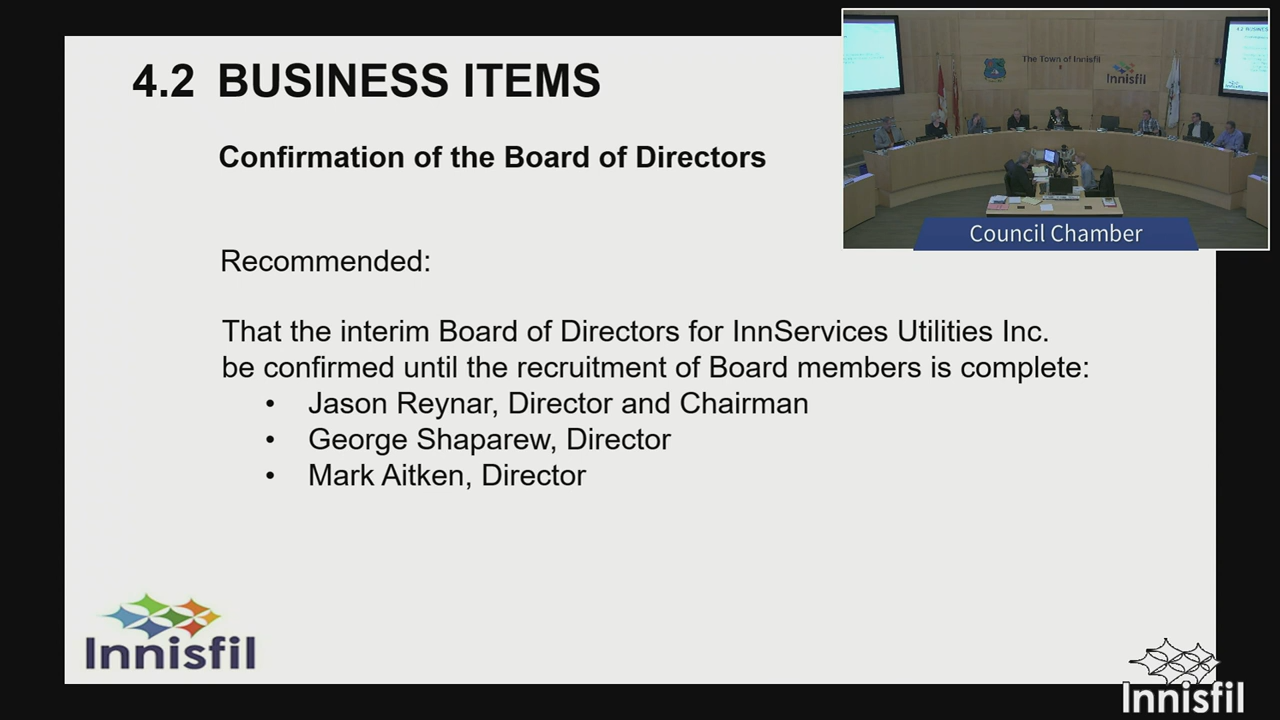 4.2 BUSINESS ITEMS
Confirmation of the Board of Directors
Recommended:
That the interim Board of Directors for InnServices Utilities Inc.
be confirmed until the recruitment of Board members is complete:
• Jason Reynar, Director and Chairman
• George Shaparew, Director
• Mark Aitken, Director
Innisfil
The Town of Innisfil
Innisfil
Council Chamber
Innisfil